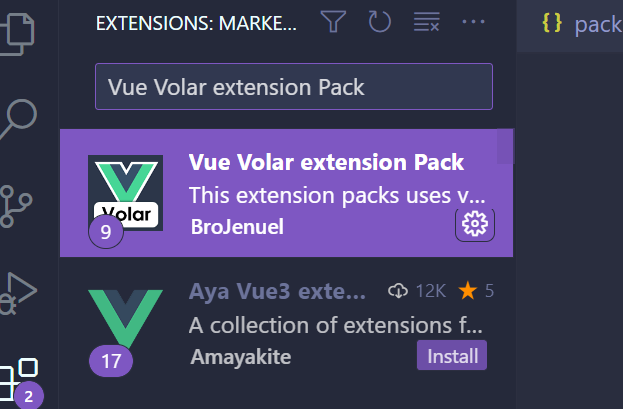 EXTENSIONS: MARKE...
{} pack
Vue Volar extension Pack
Vue Volar extension Pack
This extension packs uses v...
Volar
9
BroJenuel
Aya Vue3 exte... 12K 5
A collection of extensions f...
17
Amayakite Install
2